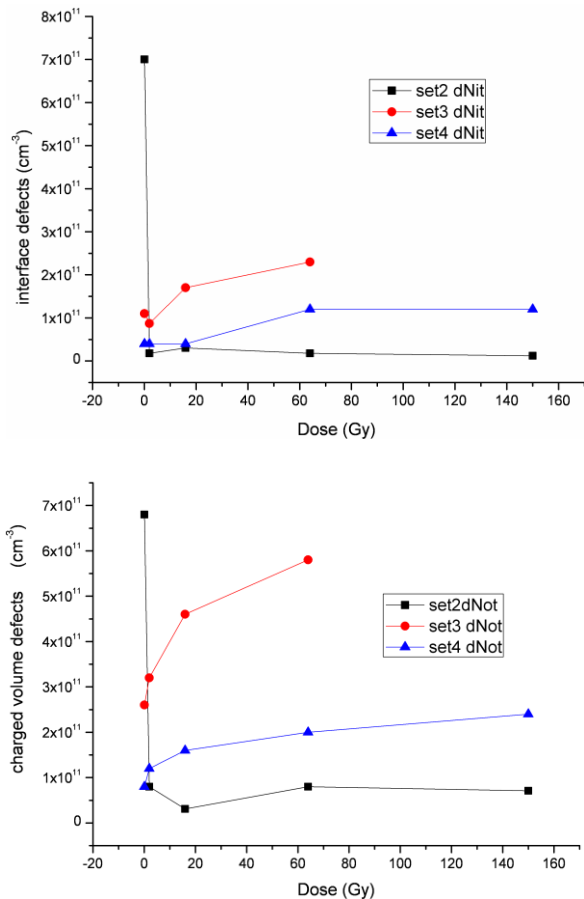 8x10¹¹
7x10¹¹
6x10¹¹
5x10¹¹
4x10¹¹
3x10¹¹
2x10¹¹
1x10¹¹
0
interface defects (cm⁻³)
set2 dNit
set3 dNit
set4 dNit
-20 0 20 40 60 80 100 120 140 160
Dose (Gy)
7x10¹¹
6x10¹¹
5x10¹¹
4x10¹¹
3x10¹¹
2x10¹¹
1x10¹¹
0
charged volume defects (cm⁻³)
set2dNot
set3 dNot
set4 dNot
-20 0 20 40 60 80 100 120 140 160
Dose (Gy)